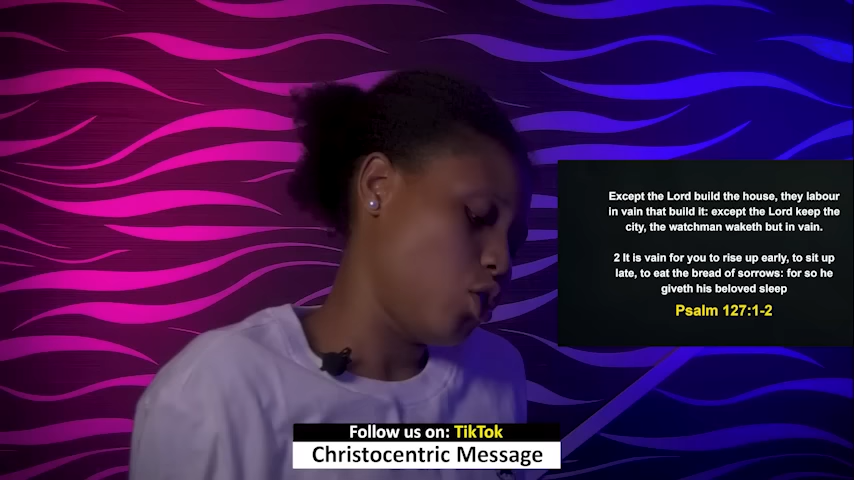 Except the Lord build the house, they labour
in vain that build it: except the Lord keep the
city, the watchman waketh but in vain.
2 It is vain for you to rise up early, to sit up
late, to eat the bread of sorrows: for so he
giveth his beloved sleep
Psalm 127:1-2
Follow us on: TikTok
Christocentric Message